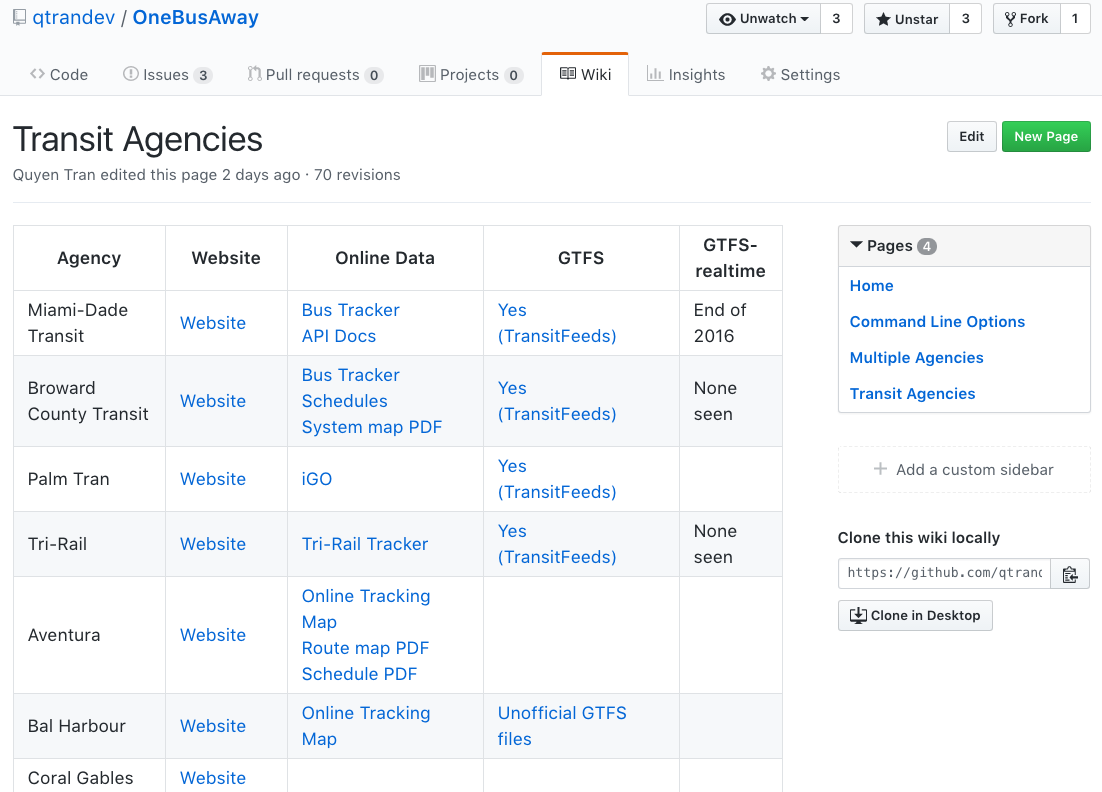 qtrandev / OneBusAway
Unwatch 3 Unstar 3 Fork 1
Code Issues 3 Pull requests 0 Projects 0 Wiki Insights Settings
Transit Agencies
Edit New Page
Quyen Tran edited this page 2 days ago · 70 revisions
Agency Website Online Data GTFS GTFS-
realtime
Miami-Dade
Transit
Website
Bus Tracker
API Docs
Yes
(TransitFeeds)
End of
2016
Broward
County Transit
Website
Bus Tracker
Schedules
System map PDF
Yes
(TransitFeeds)
None
seen
Palm Tran
Website
iGO
Yes
(TransitFeeds)
Tri-Rail
Website
Tri-Rail Tracker
Yes
(TransitFeeds)
None
seen
Aventura
Website
Online Tracking
Map
Route map PDF
Schedule PDF
Bal Harbour
Website
Online Tracking
Map
Unofficial GTFS
files
Coral Gables
Website
Pages 4
Home
Command Line Options
Multiple Agencies
Transit Agencies
+ Add a custom sidebar
Clone this wiki locally
https://github.com/qtran
Clone in Desktop